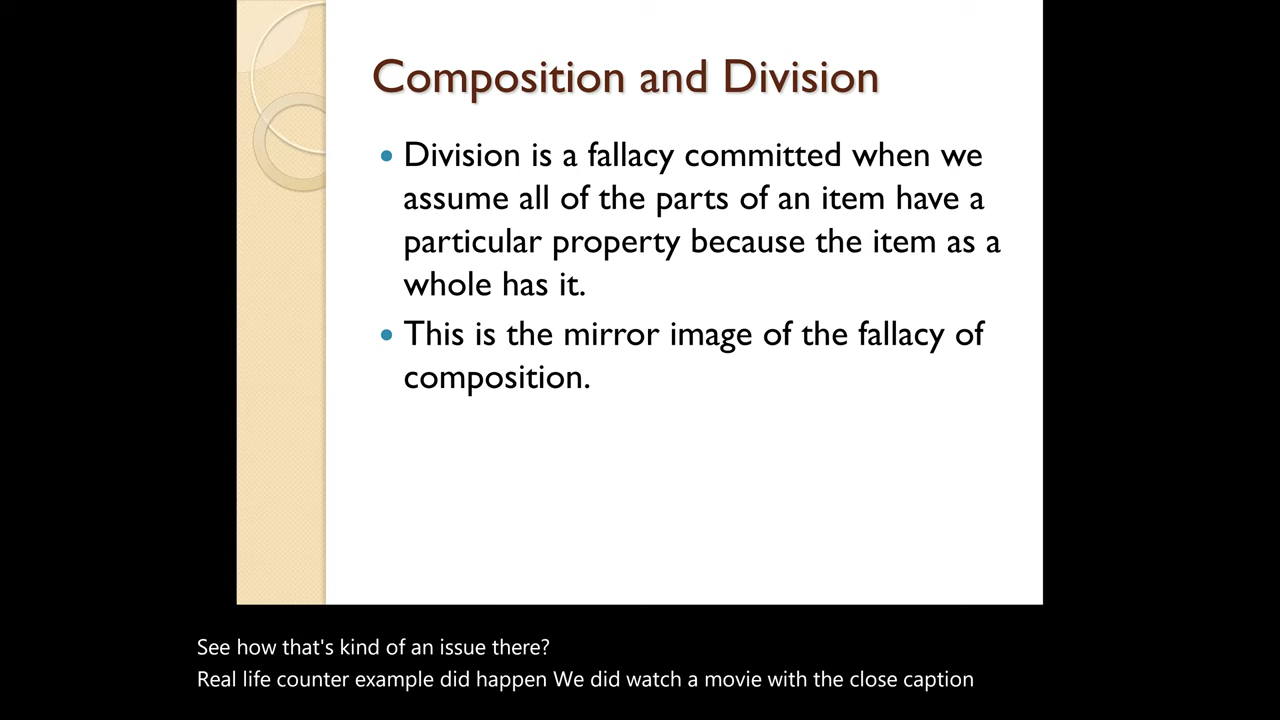 Composition and Division
• Division is a fallacy committed when we
assume all of the parts of an item have a
particular property because the item as a
whole has it.
• This is the mirror image of the fallacy of
composition.
See how that's kind of an issue there?
Real life counter example did happen We did watch a movie with the close caption